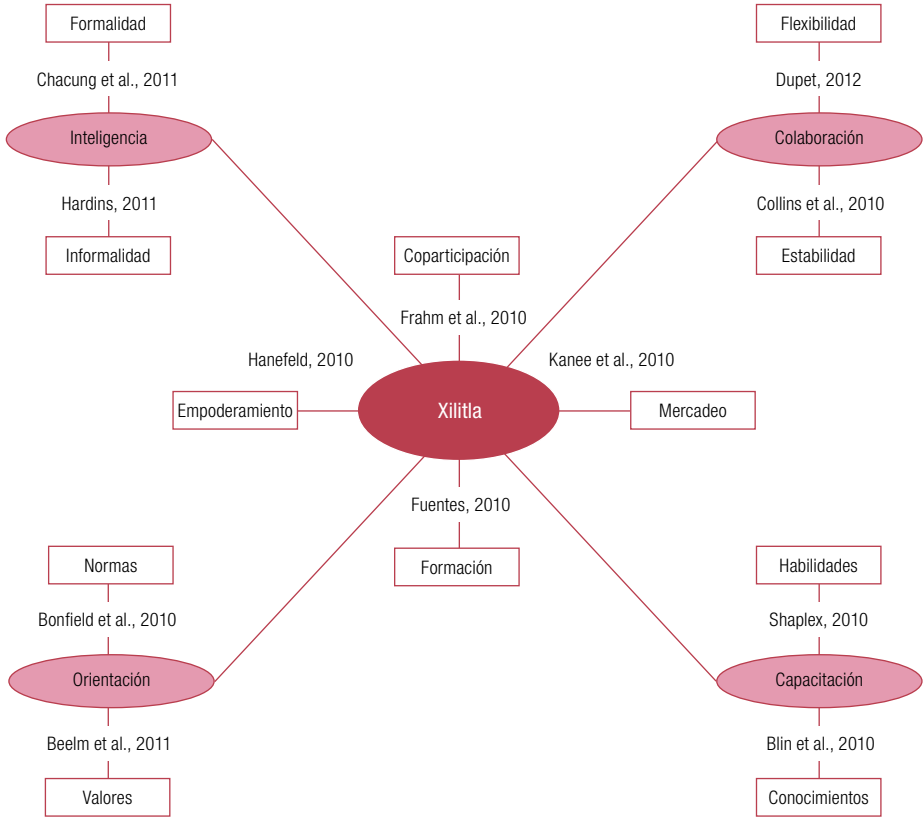 Formalidad
Flexibilidad
Chacung et al., 2011
Dupet, 2012
Inteligencia
Colaboración
Hardins, 2011
Collins et al., 2010
Informalidad
Coparticipación
Estabilidad
Frahm et al., 2010
Hanefeld, 2010
Kanee et al., 2010
Empoderamiento
Xilitla
Mercadeo
Fuentes, 2010
Normas
Formación
Habilidades
Bonfield et al., 2010
Shaplex, 2010
Orientación
Capacitación
Beelm et al., 2011
Blin et al., 2010
Valores
Conocimientos